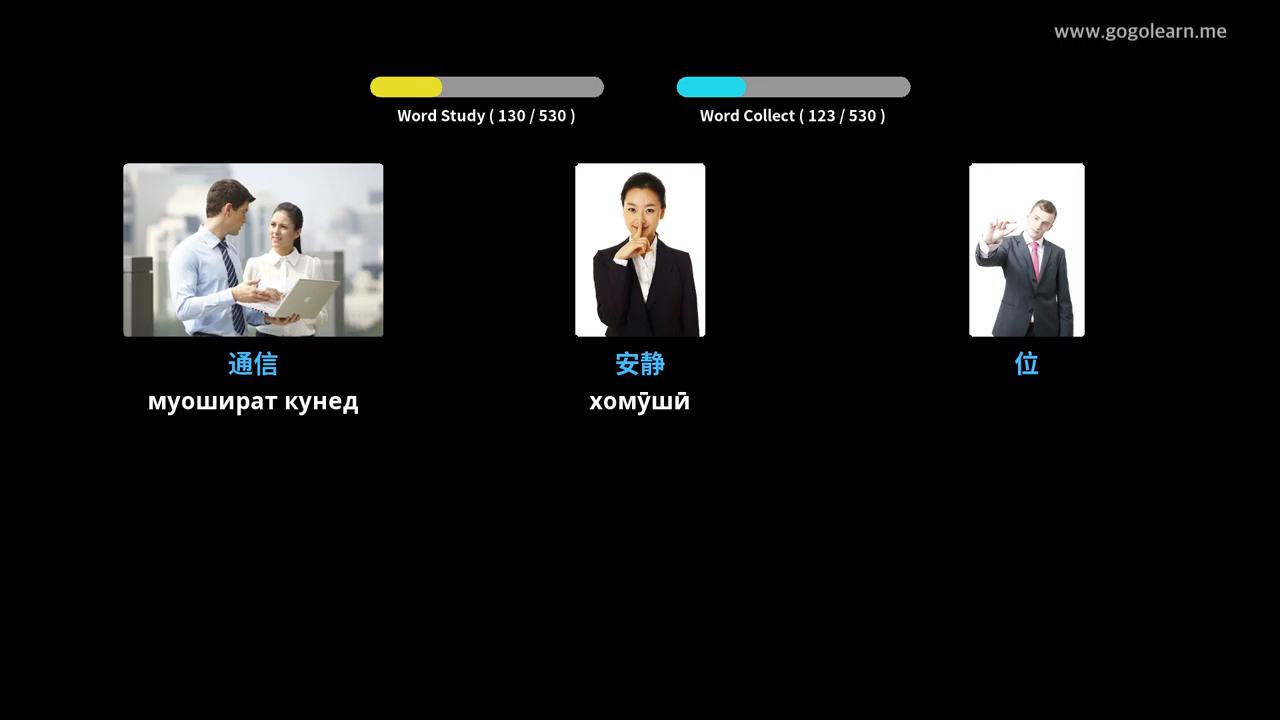 www.gogolearn.me
Word Study ( 130 / 530 )
Word Collect ( 123 / 530 )
通信
安静
位
муошират кунед
хомӯшӣ